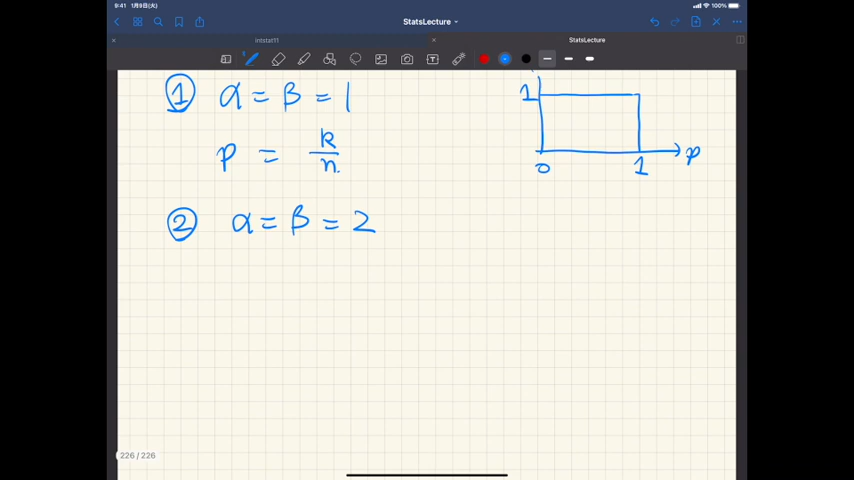 9:41 1月9日(火)
100%
StatsLecture
intstat11
StatsLecture
① α = β = 1
1
p = k/n
0 1 p
② α = β = 2
226 / 226